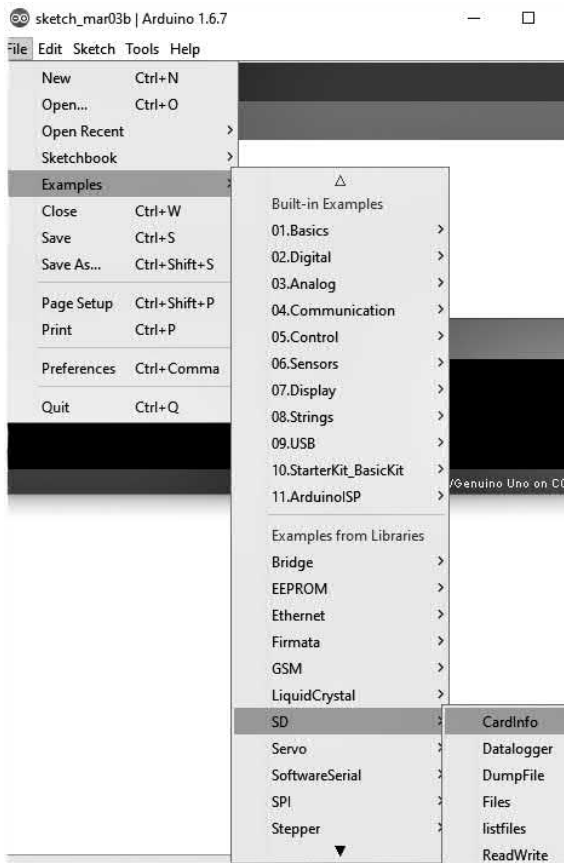 sketch_mar03b | Arduino 1.6.7
File Edit Sketch Tools Help
New Ctrl+N
Open... Ctrl+O
Open Recent
Sketchbook
Examples
Close Ctrl+W
Save Ctrl+S
Save As... Ctrl+Shift+S
Page Setup Ctrl+Shift+P
Print Ctrl+P
Preferences Ctrl+Comma
Quit Ctrl+Q
Built-in Examples
01.Basics
02.Digital
03.Analog
04.Communication
05.Control
06.Sensors
07.Display
08.Strings
09.USB
10.StarterKit_BasicKit
11.ArduinoISP
/Genuino Uno on CO
Examples from Libraries
Bridge
EEPROM
Ethernet
Firmata
GSM
LiquidCrystal
SD
Servo
SoftwareSerial
SPI
Stepper
CardInfo
Datalogger
DumpFile
Files
listfiles
ReadWrite